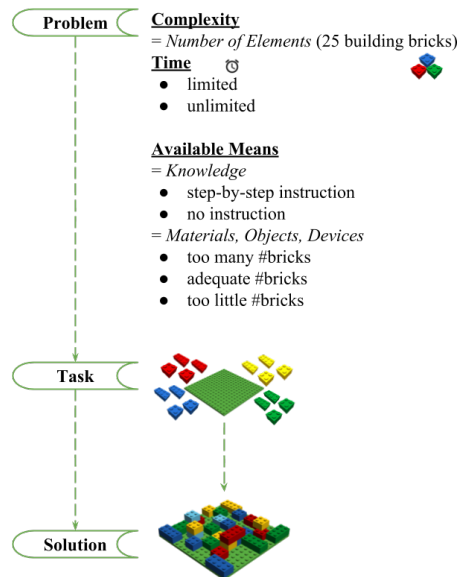 Problem
Complexity
= Number of Elements (25 building bricks)
Time
● limited
● unlimited
Available Means
= Knowledge
● step-by-step instruction
● no instruction
= Materials, Objects, Devices
● too many #bricks
● adequate #bricks
● too little #bricks
Task
Solution